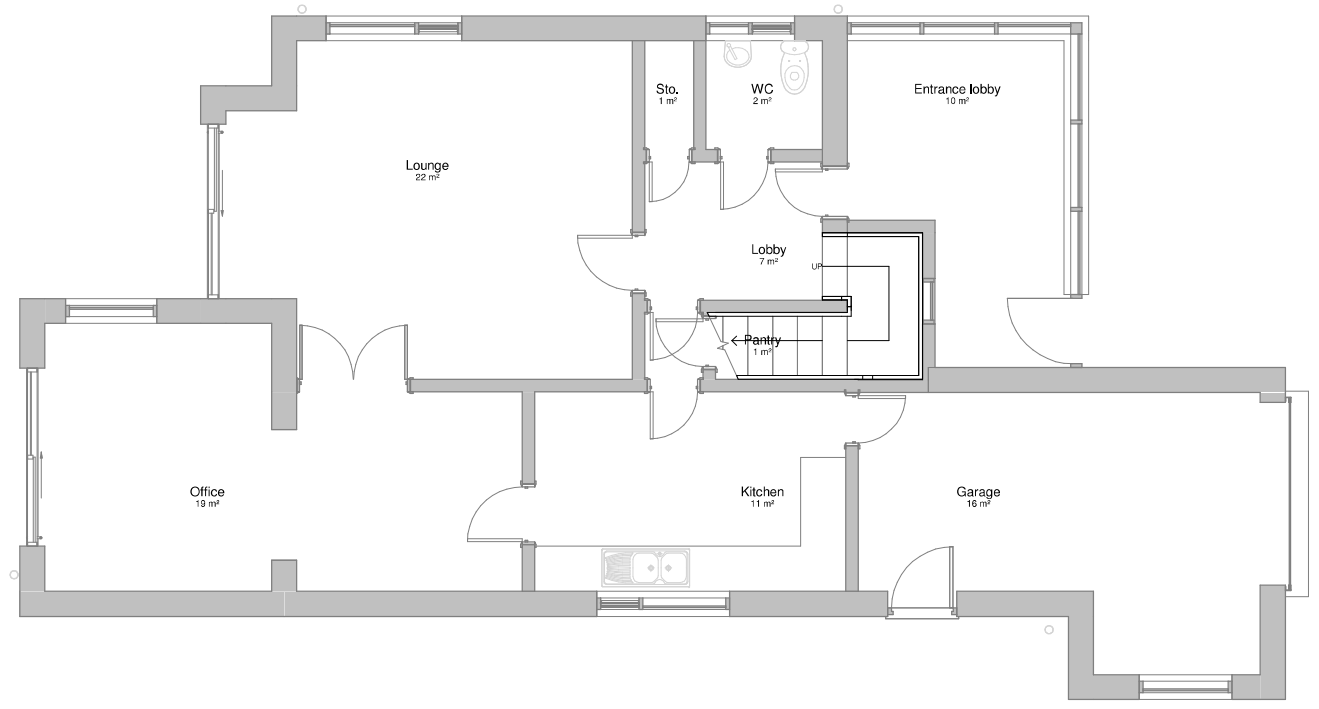 Sto.
1 m²
WC
2 m²
Entrance lobby
10 m²
Lounge
22 m²
Lobby
7 m²
UP
Pantry
1 m²
Office
19 m²
Kitchen
11 m²
Garage
16 m²